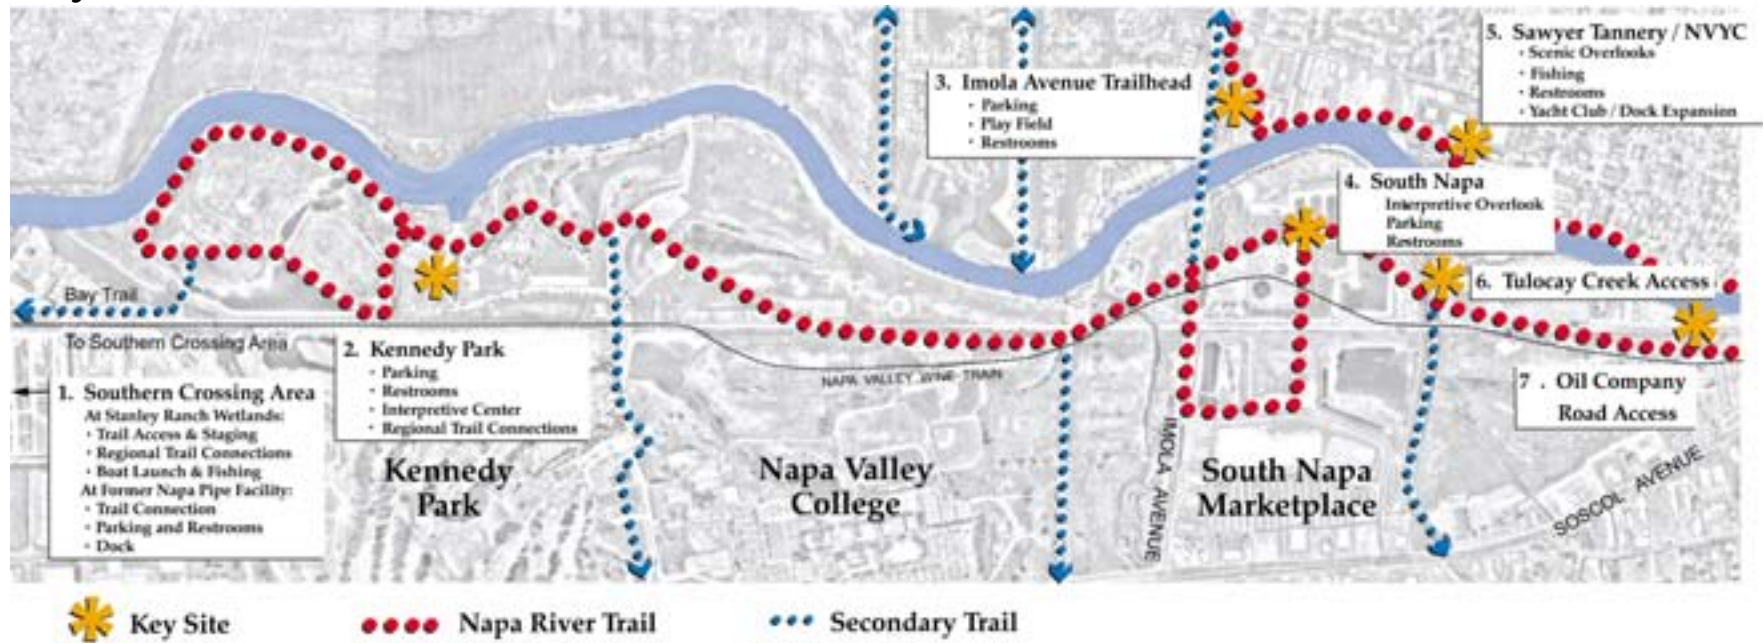 5. Sawyer Tannery / NVYC
• Scenic Overlooks
• Fishing
• Restrooms
• Yacht Club / Dock Expansion
3. Imola Avenue Trailhead
• Parking
• Play Field
• Restrooms
4. South Napa
Interpretive Overlook
Parking
Restrooms
6. Tulocay Creek Access
Bay Trail
To Southern Crossing Area
2. Kennedy Park
• Parking
• Restrooms
• Interpretive Center
• Regional Trail Connections
1. Southern Crossing Area
At Stanley Ranch Wetlands:
• Trail Access & Staging
• Regional Trail Connections
• Boat Launch & Fishing
At Former Napa Pipe Facility:
• Trail Connection
• Parking and Restrooms
• Dock
NAPA VALLEY WINE TRAIN
7 . Oil Company
Road Access
Kennedy
Park
Napa Valley
College
IMOLA AVENUE
South Napa
Marketplace
SOSCOL AVENUE
Key Site
Napa River Trail
Secondary Trail